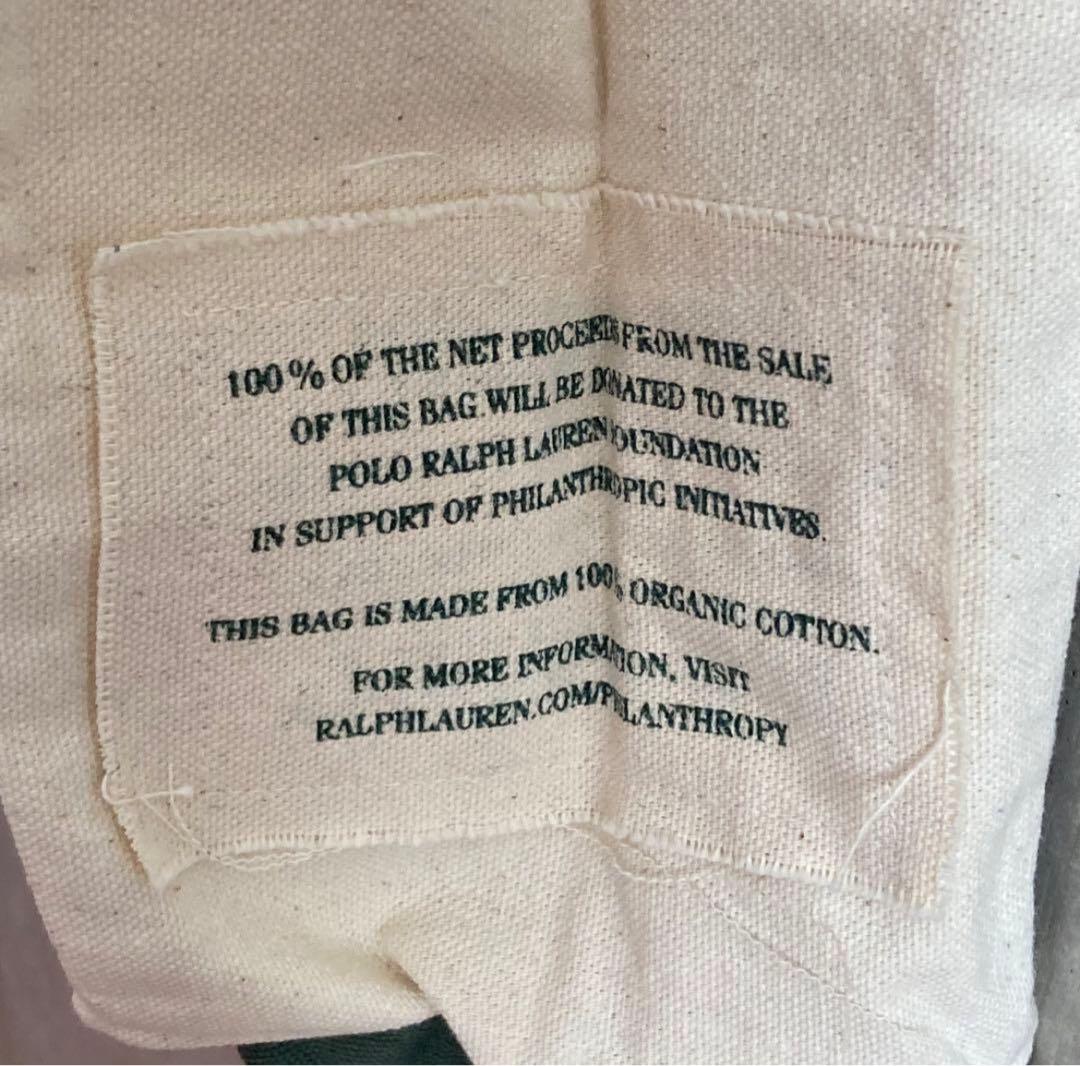 100% OF THE NET PROCEEDS FROM THE SALE
OF THIS BAG WILL BE DONATED TO THE
POLO RALPH LAUREN FOUNDATION
IN SUPPORT OF PHILANTHROPIC INITIATIVES.
THIS BAG IS MADE FROM 100% ORGANIC COTTON.
FOR MORE INFORMATION, VISIT
RALPHLAUREN.COM/PHILANTHROPY